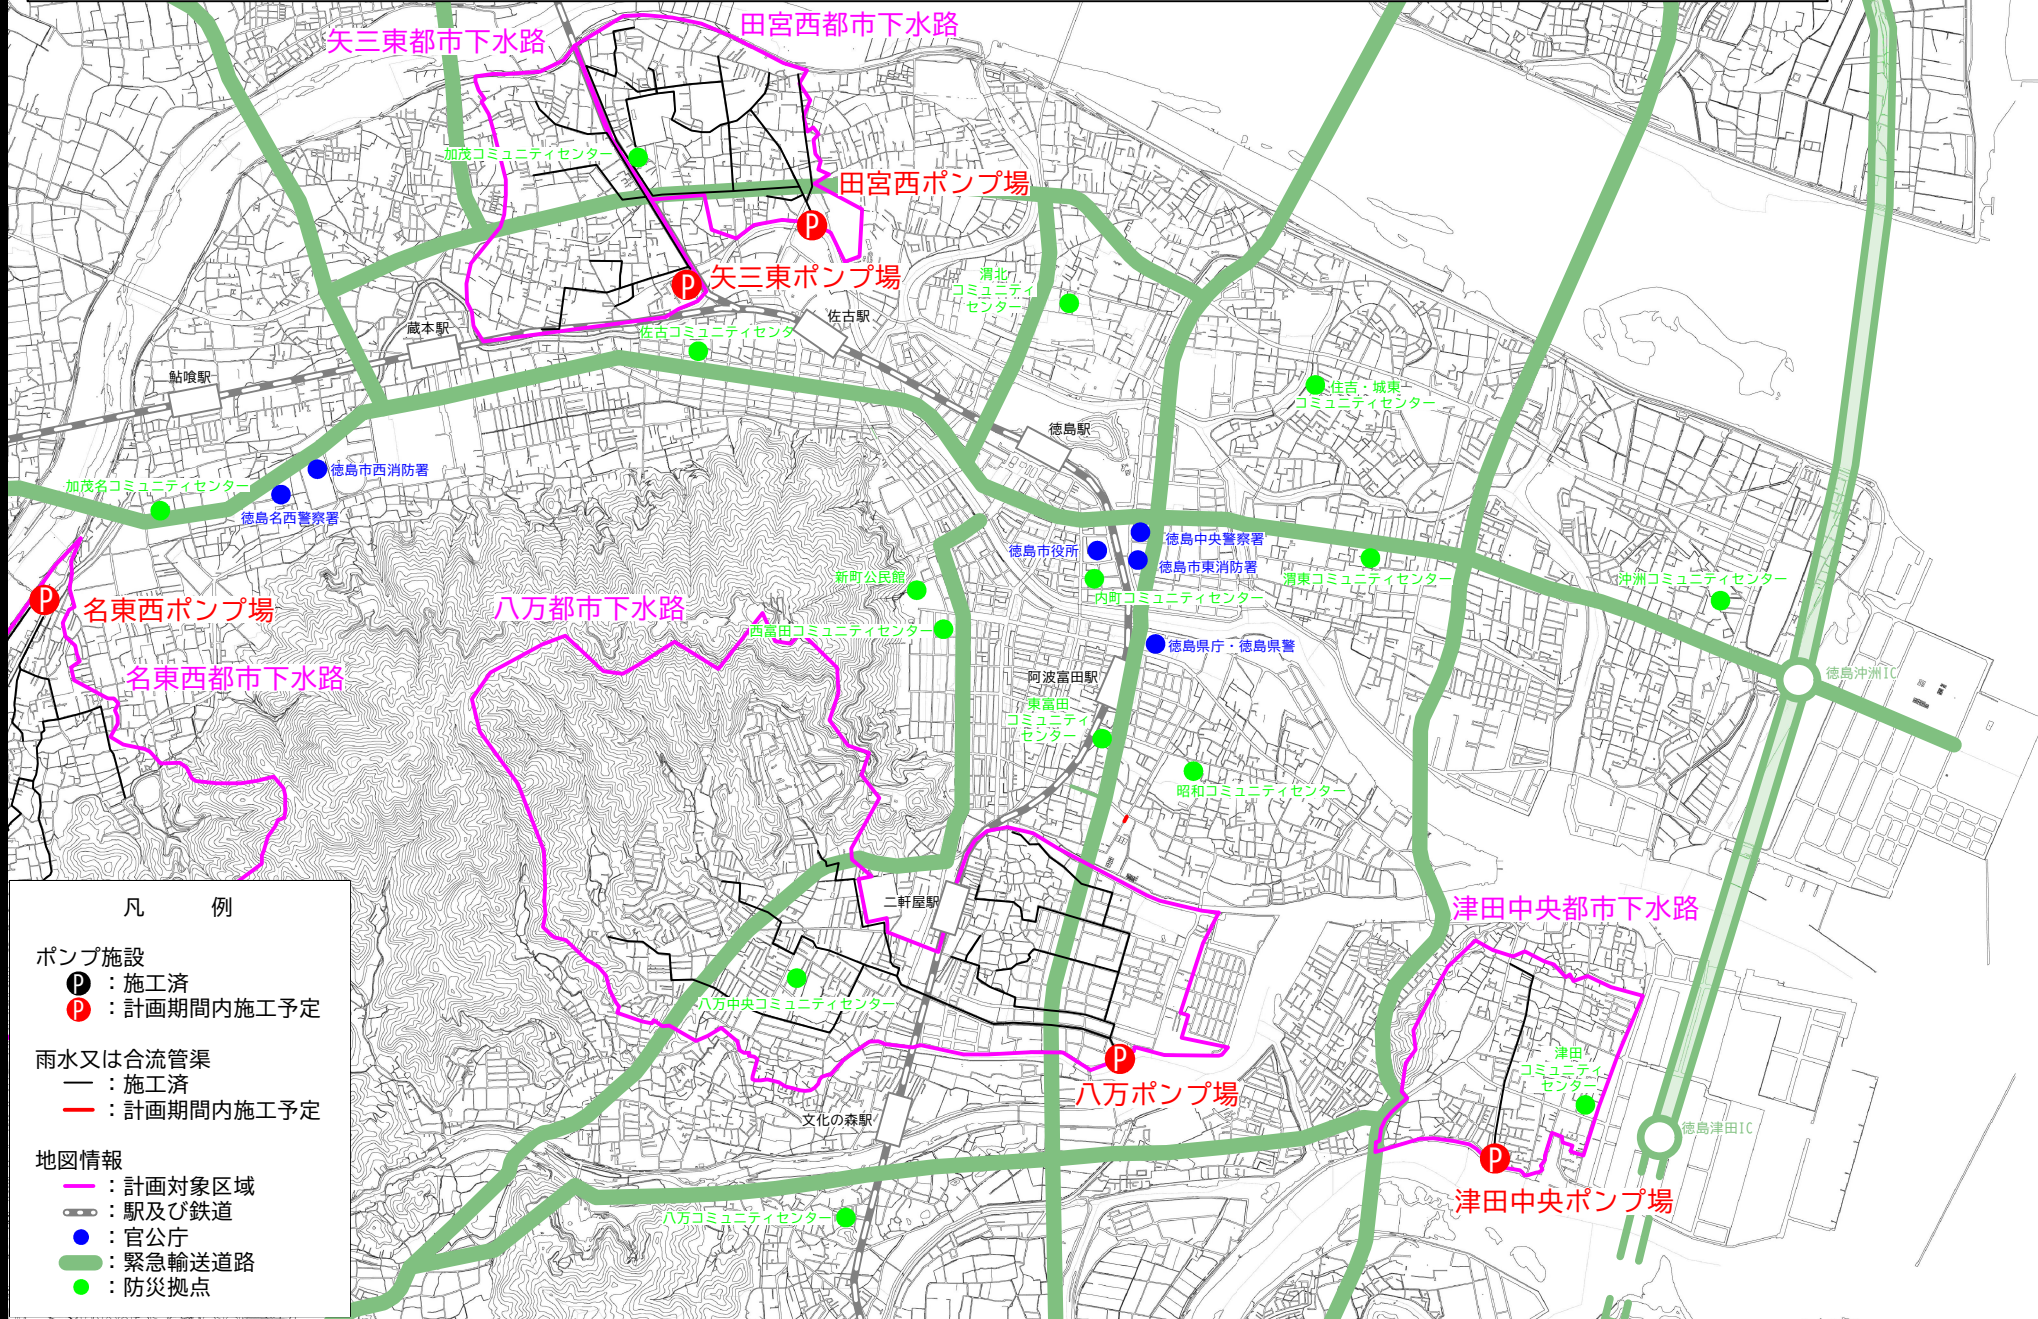 田宮西都市下水路
矢三東都市下水路
加茂コミュニティセンター
田宮西ポンプ場
矢三東ポンプ場
渭北
コミュニティ
センター
佐古駅
蔵本駅
佐古コミュニティセンタ
鮎喰駅
住吉・城東
コミュニティセンター
徳島駅
徳島市西消防署
加茂名コミュニティセンター
徳島名西警察署
徳島中央警察署
徳島市役所
徳島市東消防署
渭東コミュニティセンター
沖洲コミュニティセンター
新町公民館
内町コミュニティセンター
名東西ポンプ場
八万都市下水路
西富田コミュニティセンター
徳島県庁・徳島県警
名東西都市下水路
阿波富田駅
徳島沖洲IC
東富田
コミュニティ
センター
昭和コミュニティセンター
二軒屋駅
津田中央都市下水路
八万中央コミュニティセンター
津田
コミュニティ
センター
八万ポンプ場
文化の森駅
徳島津田IC
津田中央ポンプ場
八万コミュニティセンター
凡 例
ポンプ施設
P ：施工済
P ：計画期間内施工予定
雨水又は合流管渠
：施工済
：計画期間内施工予定
地図情報
：計画対象区域
：駅及び鉄道
：官公庁
：緊急輸送道路
：防災拠点